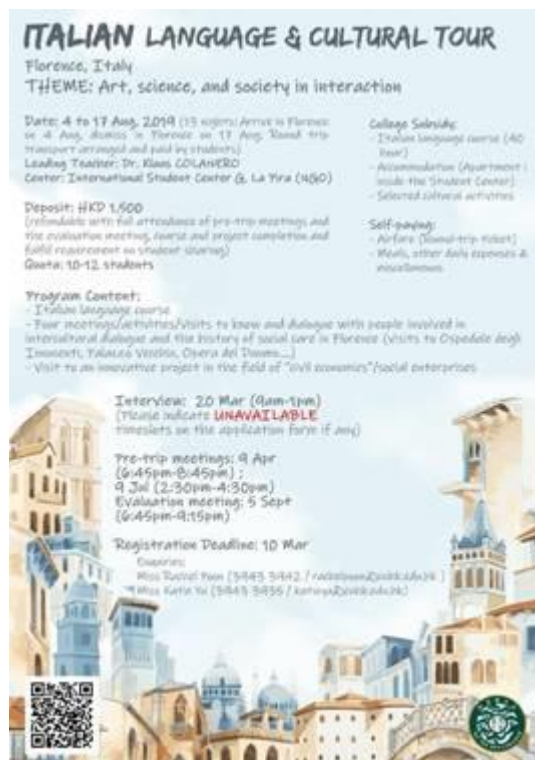 ITALIAN LANGUAGE & CULTURAL TOUR
Florence, Italy
THEME: Art, science, and society in interaction
Date: 4 to 17 Aug, 2019 (13 nights: Arrive in Florence
on 4 Aug, dismiss in Florence on 17 Aug. Round trip
transport arranged and paid by students)
Leading Teacher: Dr. Klaus COLANERO
Center: International Student Center G. La Pira
Deposit: HKD 1,500
(refundable with full attendance of pre-trip meetings and
the evaluation meeting, course and project completion and
fulfill requirement on student sharing)
Quota: 10-12 students
College Subsidy:
- Italian language course (40
hour)
- Accommodation (Apartment
inside the Student Center)
- Selected cultural activities
Self-paying:
- Airfare (Round-trip ticket)
- Meals, other daily expenses &
miscellaneous
Program Content:
- Italian language course
- Four meetings/activities/visits to know and dialogue with people involved in
intercultural dialogue and the history of social care in Florence (visits to Ospedale degli
Innocenti, Palazzo Vecchio, Opera del Duomo...)
- Visit to an innovative project in the field of "civil economics"/social enterprises
Interview: 20 Mar (9am-1pm)
(Please indicate UNAVAILABLE
timeslots on the application form if any)
Pre-trip meetings: 9 Apr
(6:45pm-8:45pm) ;
9 Jul (2:30pm-4:30pm)
Evaluation meeting: 5 Sept
(6:45pm-9:15pm)
Registration Deadline: 10 Mar
Enquiries:
Miss Rachel (3943 3942 /
Miss Katie (3943 3935 /